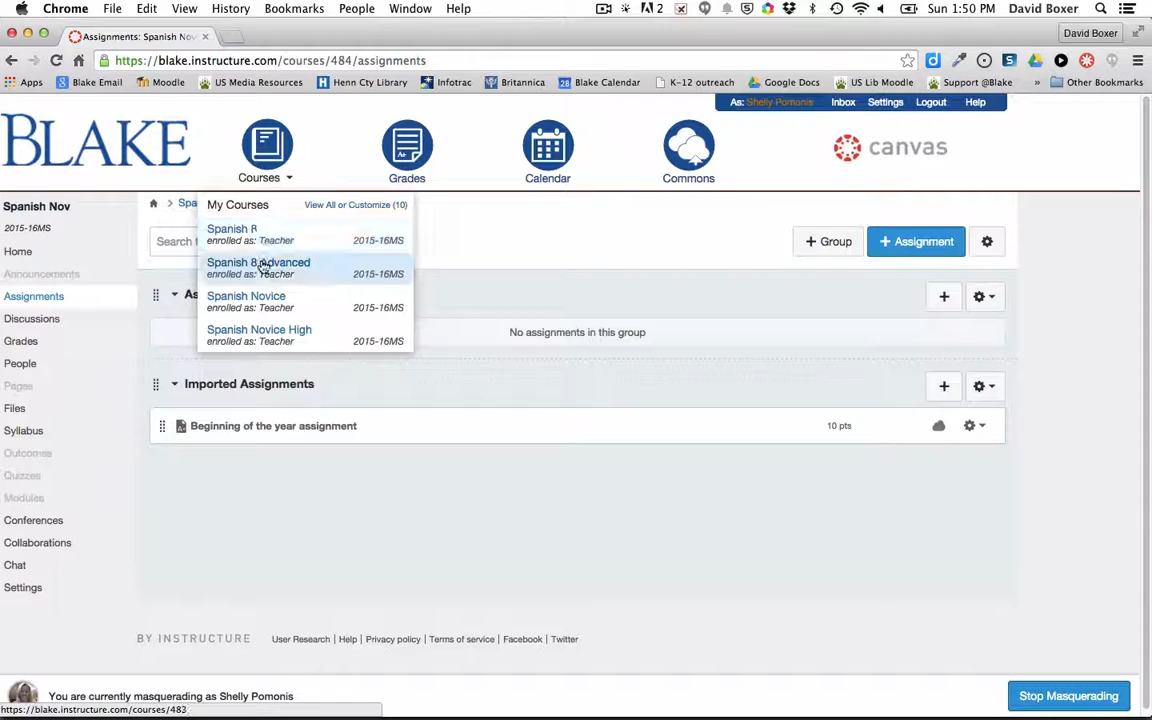 Chrome File Edit View History Bookmarks People Window Help 2 Sun 1:50 PM David Boxer
Assignments: Spanish Nov × David Boxer
https://blake.instructure.com/courses/484/assignments
Apps Blake Email Moodle US Media Resources Henn Cty Library Infotrac Britannica 28 Blake Calendar K-12 outreach Google Docs US Lib Moodle Support @Blake » Other Bookmarks
As: Shelly Pomonis Inbox Settings Logout Help
BLAKE
Courses Grades Calendar Commons
canvas
Spanish Nov
2015-16MS
Home
Announcements
Assignments
Discussions
Grades
People
Pages
Files
Syllabus
Outcomes
Quizzes
Modules
Conferences
Collaborations
Chat
Settings
Spa
My Courses View All or Customize (10)
Spanish 8
enrolled as: Teacher 2015-16MS
Spanish 8 Advanced
enrolled as: Teacher 2015-16MS
Spanish Novice
enrolled as: Teacher 2015-16MS
Spanish Novice High
enrolled as: Teacher 2015-16MS
Search
+ Group + Assignment
As
No assignments in this group
Imported Assignments
Beginning of the year assignment 10 pts
BY INSTRUCTURE User Research Help Privacy policy Terms of service Facebook Twitter
You are currently masquerading as Shelly Pomonis Stop Masquerading
https://blake.instructure.com/courses/483